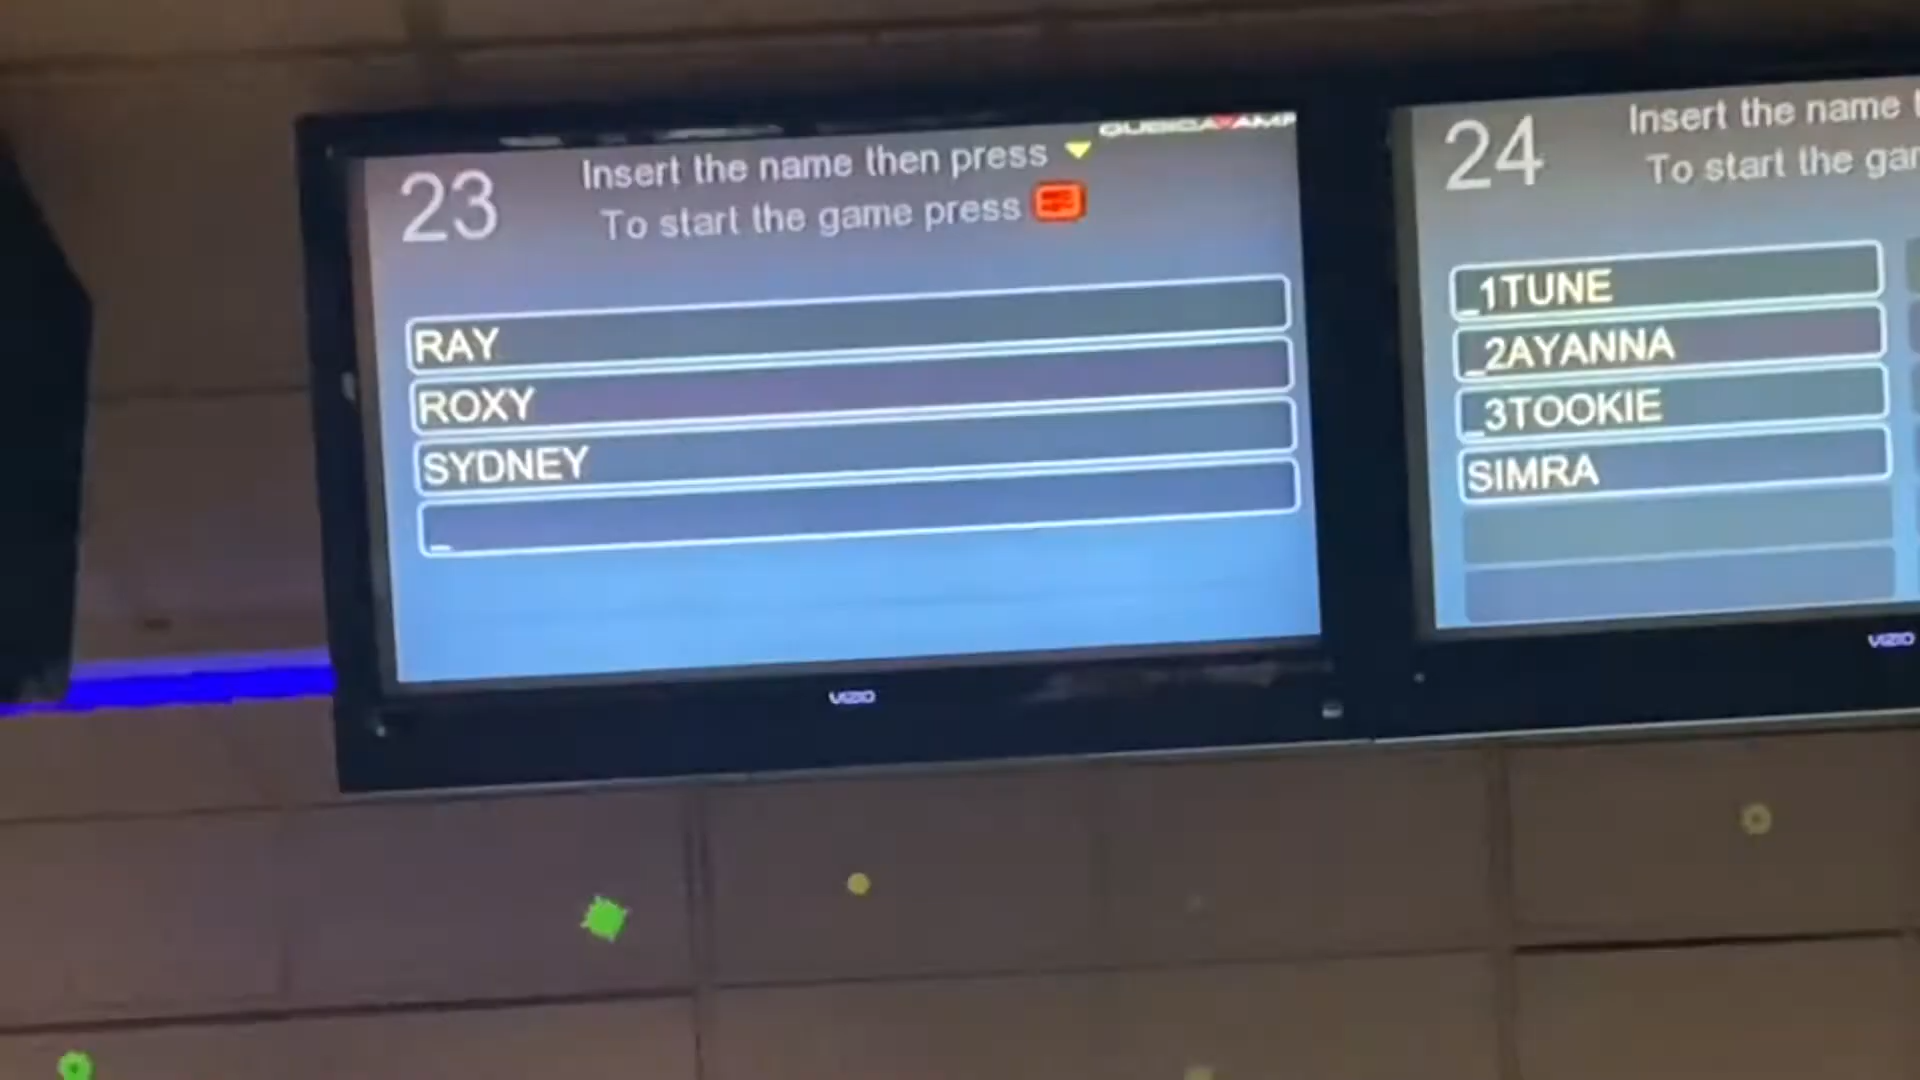 23
Insert the name then press
To start the game press
RAY
ROXY
SYDNEY
_
VIZIO
24
Insert the name
To start the
_1TUNE
_2AYANNA
_3TOOKIE
SIMRA
VIZIO